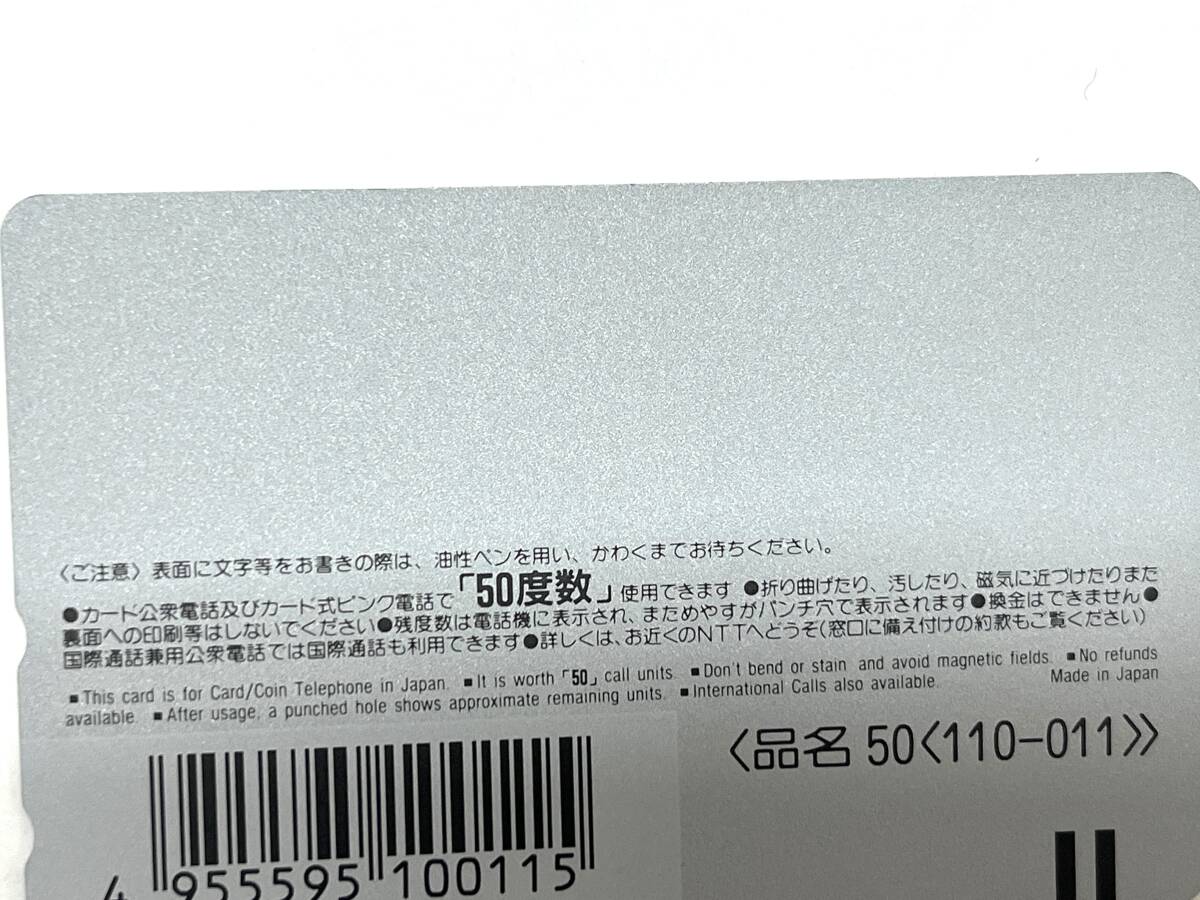 〈ご注意〉表面に文字等をお書きの際は、油性ペンを用い、かわくまでお待ちください。
●カード公衆電話及びカード式ピンク電話で「50度数」使用できます ●折り曲げたり、汚したり、磁気に近づけたりまた
裏面への印刷等はしないでください●残度数は電話機に表示され、まためやすがパンチ穴で表示されます●換金はできません●
国際通話兼用公衆電話では国際通話も利用できます●詳しくは、お近くのNTTへどうぞ(窓口に備え付けの約款もご覧ください)
■This card is for Card/Coin Telephone in Japan. ■It is worth「50」call units. ■Don't bend or stain and avoid magnetic fields. ■No refunds
available. ■After usage, a punched hole shows approximate remaining units. ■International Calls also available. Made in Japan
〈品名 50〈110-011〉〉
4 955595 100115